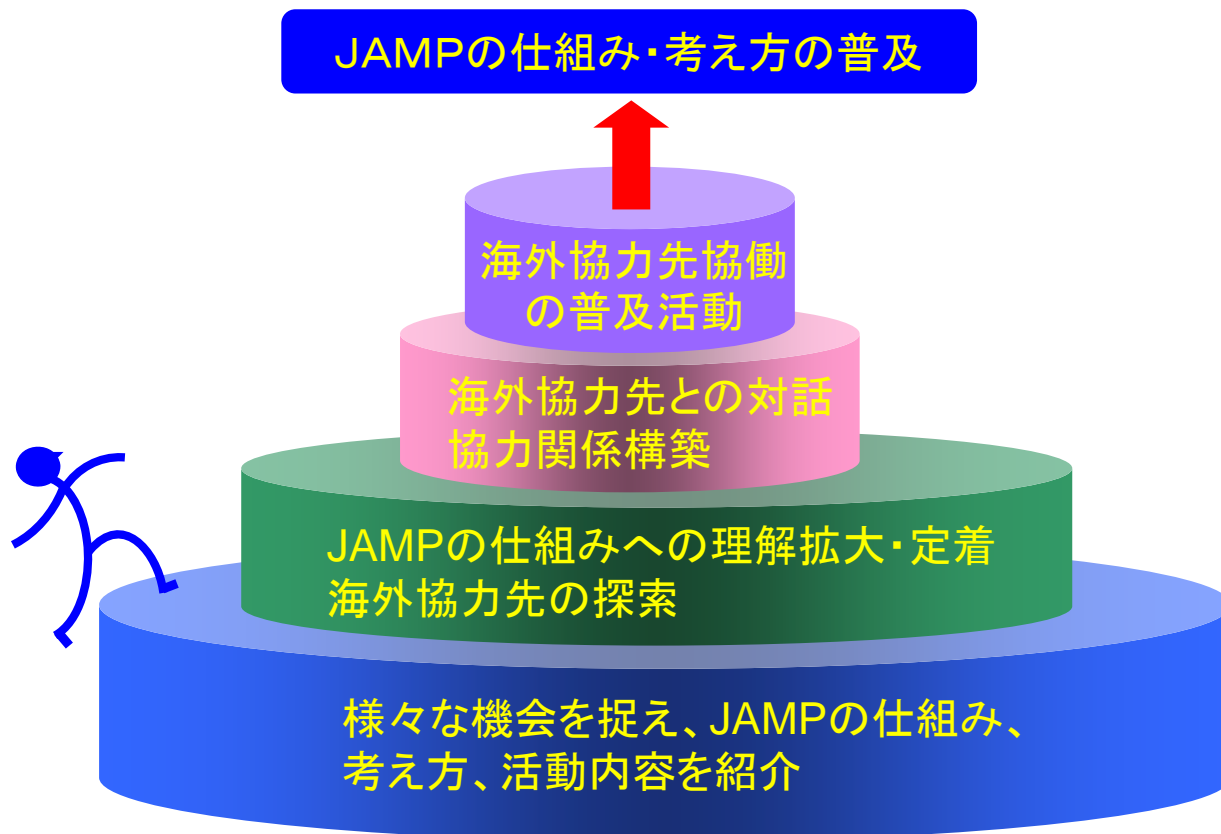 JAMPの仕組み・考え方の普及
海外協力先協働
の普及活動
海外協力先との対話
協力関係構築
JAMPの仕組みへの理解拡大・定着
海外協力先の探索
様々な機会を捉え、JAMPの仕組み、
考え方、活動内容を紹介